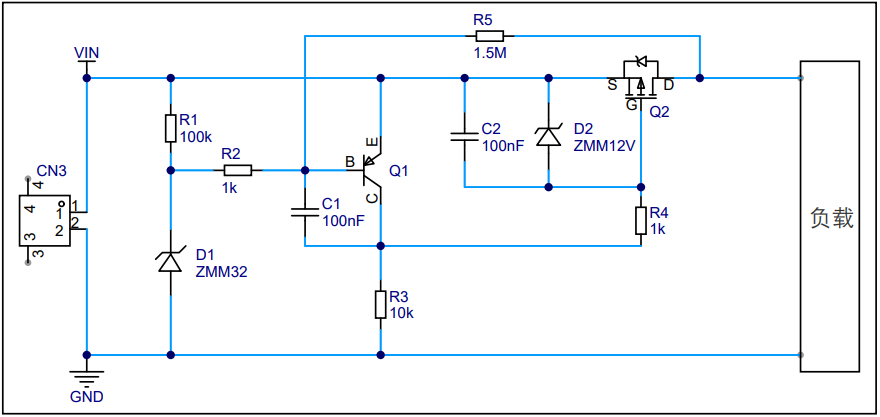 R5
1.5M
VIN
S
D
G
Q2
R1
100k
C2
100nF
D2
ZMM12V
E
B
C
Q1
R2
1k
CN3
4
4
1
1
2
2
3
3
C1
100nF
R4
1k
负载
D1
ZMM32
R3
10k
GND